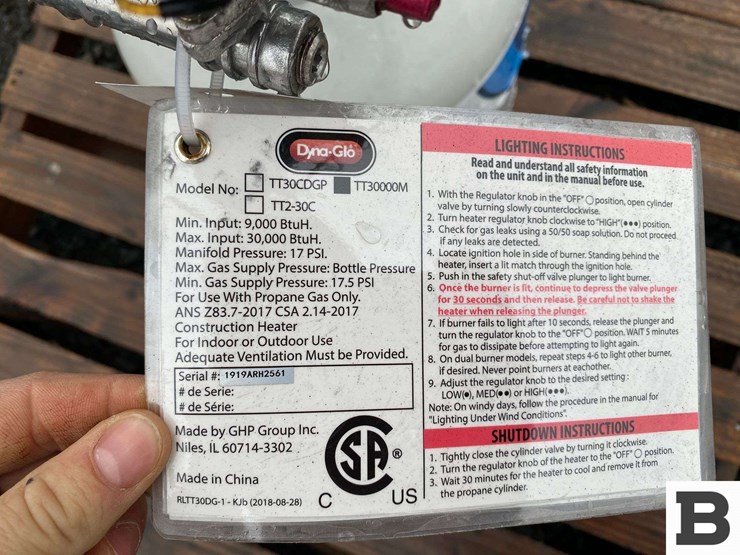 Dyna-Glo
Model No: TT30CDGP TT30000M
TT2-30C
Min. Input: 9,000 BtuH.
Max. Input: 30,000 BtuH.
Manifold Pressure: 17 PSI.
Max. Gas Supply Pressure: Bottle Pressure
Min. Gas Supply Pressure: 17.5 PSI
For Use With Propane Gas Only.
ANS Z83.7-2017 CSA 2.14-2017
Construction Heater
For Indoor or Outdoor Use
Adequate Ventilation Must be Provided.
Serial #: 1919ARH2561
# de Serie:
# de Série:
Made by GHP Group Inc.
Niles, IL 60714-3302
Made in China
RLTT30DG-1 - KJb (2018-08-28)
C SA ® US
LIGHTING INSTRUCTIONS
Read and understand all safety information
on the unit and in the manual before use.
1. With the Regulator knob in the "OFF" ○ position, open cylinder
valve by turning slowly counterclockwise.
2. Turn heater regulator knob clockwise to "HIGH"(●●●) position.
3. Check for gas leaks using a 50/50 soap solution. Do not proceed
if any leaks are detected.
4. Locate ignition hole in side of burner. Standing behind the
heater, insert a lit match through the ignition hole.
5. Push in the safety shut-off valve plunger to light burner.
6. Once the burner is lit, continue to depress the valve plunger
for 30 seconds and then release. Be careful not to shake the
heater when releasing the plunger.
7. If burner fails to light after 10 seconds, release the plunger and
turn the regulator knob to the "OFF"○ position. WAIT 5 minutes
for gas to dissipate before attempting to light again.
8. On dual burner models, repeat steps 4-6 to light other burner,
if desired. Never point burners at eachother.
9. Adjust the regulator knob to the desired setting:
LOW(●), MED(●●) or HIGH(●●●).
Note: On windy days, follow the procedure in the manual for
"Lighting Under Wind Conditions".
SHUTDOWN INSTRUCTIONS
1. Tightly close the cylinder valve by turning it clockwise.
2. Turn the regulator knob of the heater to the "OFF" ○ position.
3. Wait 30 minutes for the heater to cool and remove it from
the propane cylinder.
B